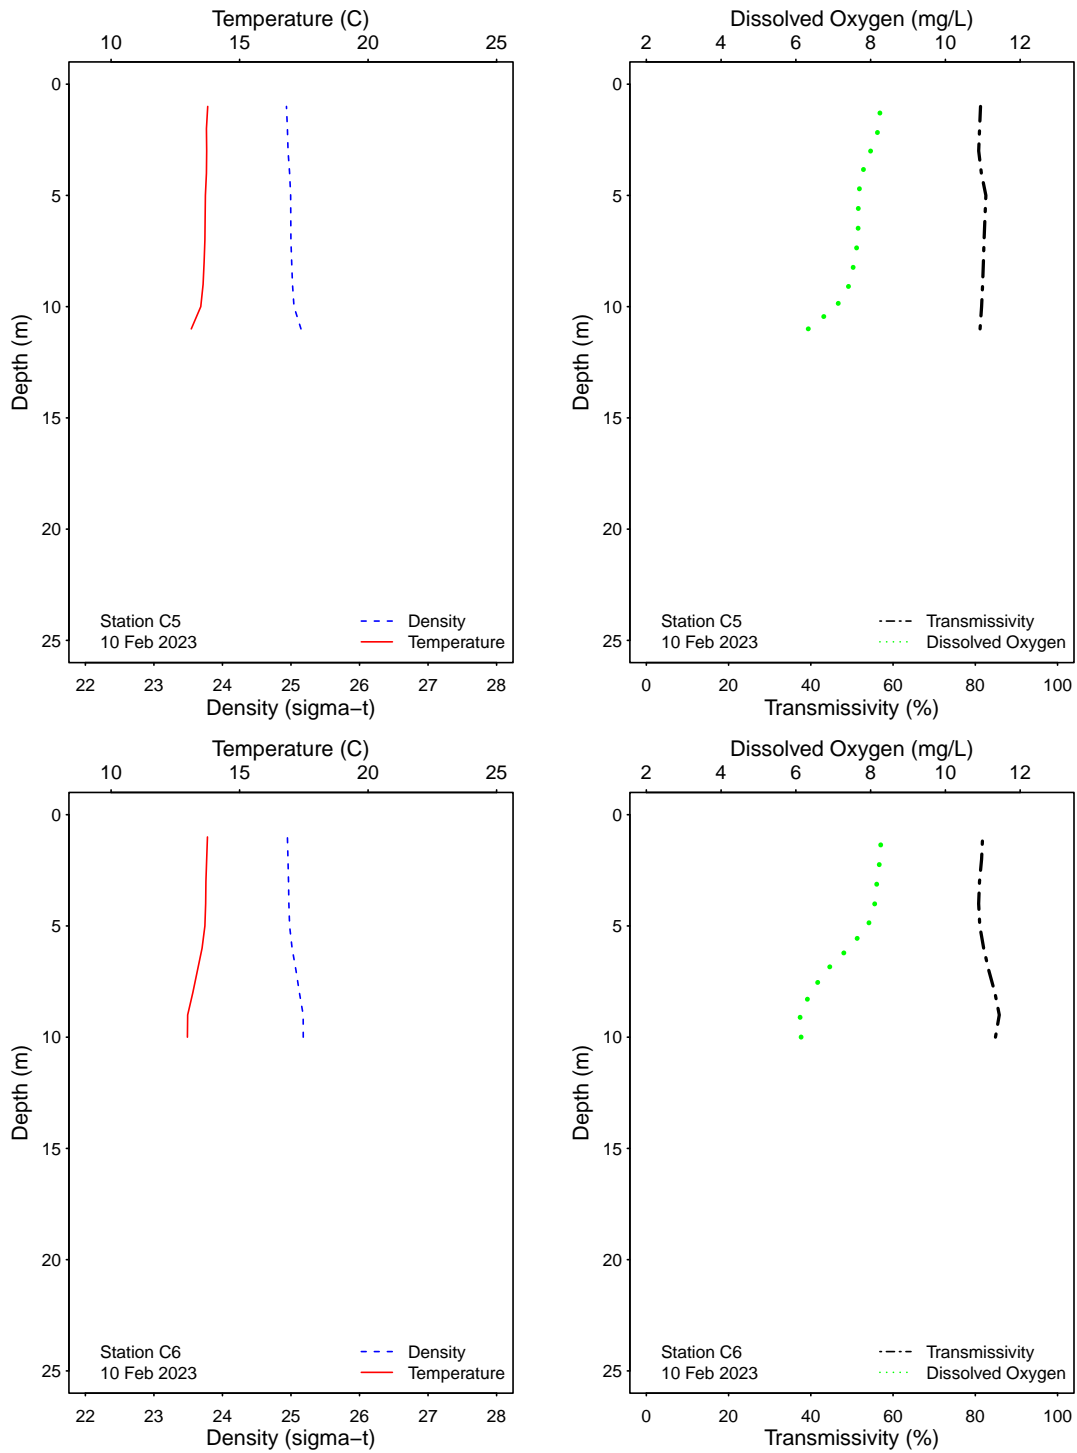 Temperature (C)
10 15 20 25
0
5
10
15
20
25
Depth (m)
Station C5
10 Feb 2023
Density
Temperature
22 23 24 25 26 27 28
Density (sigma−t)
Dissolved Oxygen (mg/L)
2 4 6 8 10 12
0
5
10
15
20
25
Depth (m)
Station C5
10 Feb 2023
Transmissivity
Dissolved Oxygen
0 20 40 60 80 100
Transmissivity (%)
Temperature (C)
10 15 20 25
0
5
10
15
20
25
Depth (m)
Station C6
10 Feb 2023
Density
Temperature
22 23 24 25 26 27 28
Density (sigma−t)
Dissolved Oxygen (mg/L)
2 4 6 8 10 12
0
5
10
15
20
25
Depth (m)
Station C6
10 Feb 2023
Transmissivity
Dissolved Oxygen
0 20 40 60 80 100
Transmissivity (%)